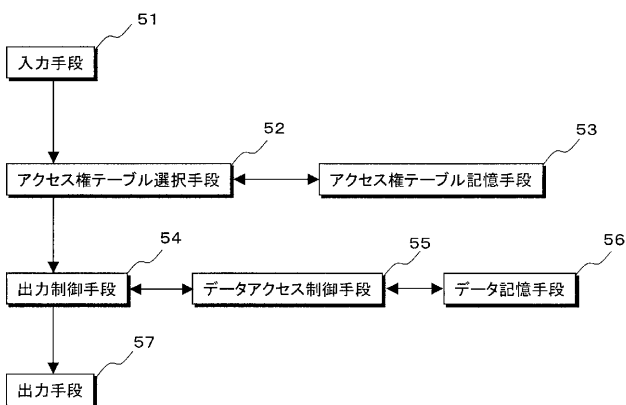 51
入力手段
52
53
アクセス権テーブル選択手段
アクセス権テーブル記憶手段
54
55
56
出力制御手段
データアクセス制御手段
データ記憶手段
57
出力手段